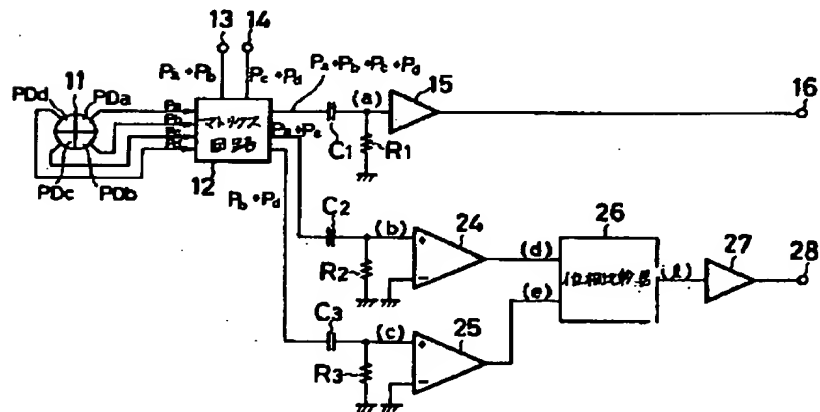 13 14
Pa+Pb Pc+Pd
Pa+Pb+Pc+Pd
11
PDd PDa
Pa
Pb
Pc
Pd
マトリクス
回路
12
PDc PDb
(a)
15
16
C1
R1
Pa+Pc
Pb+Pd
C2
(b)
24
+
−
R2
(d)
26
位相比較器
(l)
27
28
(e)
C3
(c)
25
+
−
R3